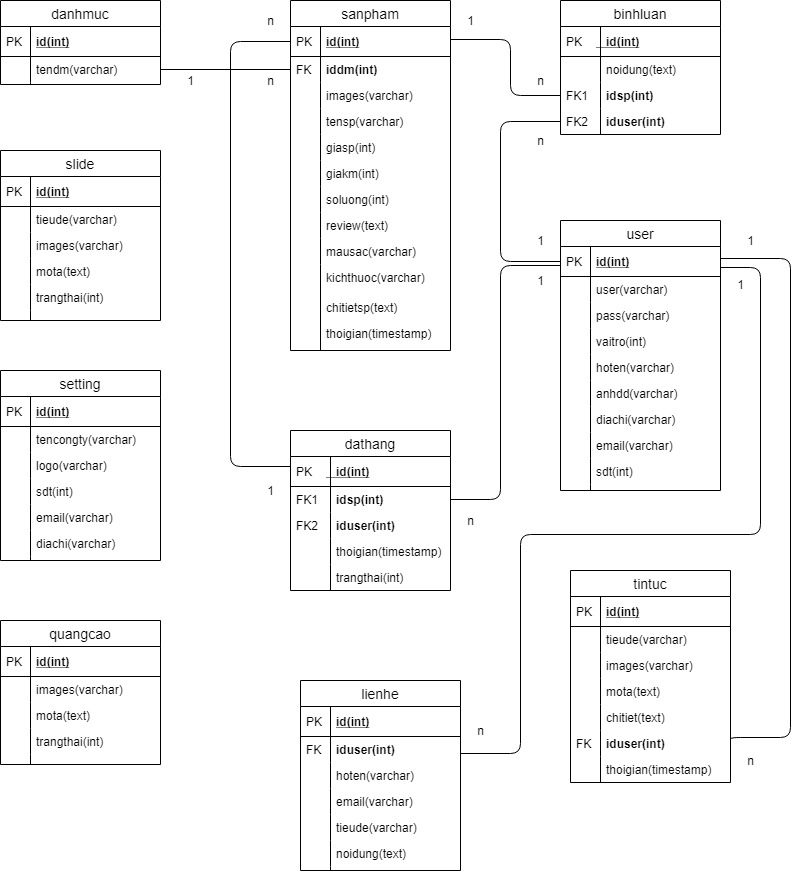 danhmuc
PK id(int)
tendm(varchar)
1
n
n
sanpham
PK id(int)
FK iddm(int)
images(varchar)
tensp(varchar)
giasp(int)
giakm(int)
soluong(int)
review(text)
mausac(varchar)
kichthuoc(varchar)
chitietsp(text)
thoigian(timestamp)
1
n
n
binhluan
PK id(int)
noidung(text)
FK1 idsp(int)
FK2 iduser(int)
slide
PK id(int)
tieude(varchar)
images(varchar)
mota(text)
trangthai(int)
1
1
user
PK id(int)
user(varchar)
pass(varchar)
vaitro(int)
hoten(varchar)
anhdd(varchar)
diachi(varchar)
email(varchar)
sdt(int)
1
1
setting
PK id(int)
tencongty(varchar)
logo(varchar)
sdt(int)
email(varchar)
diachi(varchar)
1
dathang
PK id(int)
FK1 idsp(int)
FK2 iduser(int)
thoigian(timestamp)
trangthai(int)
n
tintuc
PK id(int)
tieude(varchar)
images(varchar)
mota(text)
chitiet(text)
FK iduser(int)
thoigian(timestamp)
n
quangcao
PK id(int)
images(varchar)
mota(text)
trangthai(int)
lienhe
PK id(int)
FK iduser(int)
hoten(varchar)
email(varchar)
tieude(varchar)
noidung(text)
n